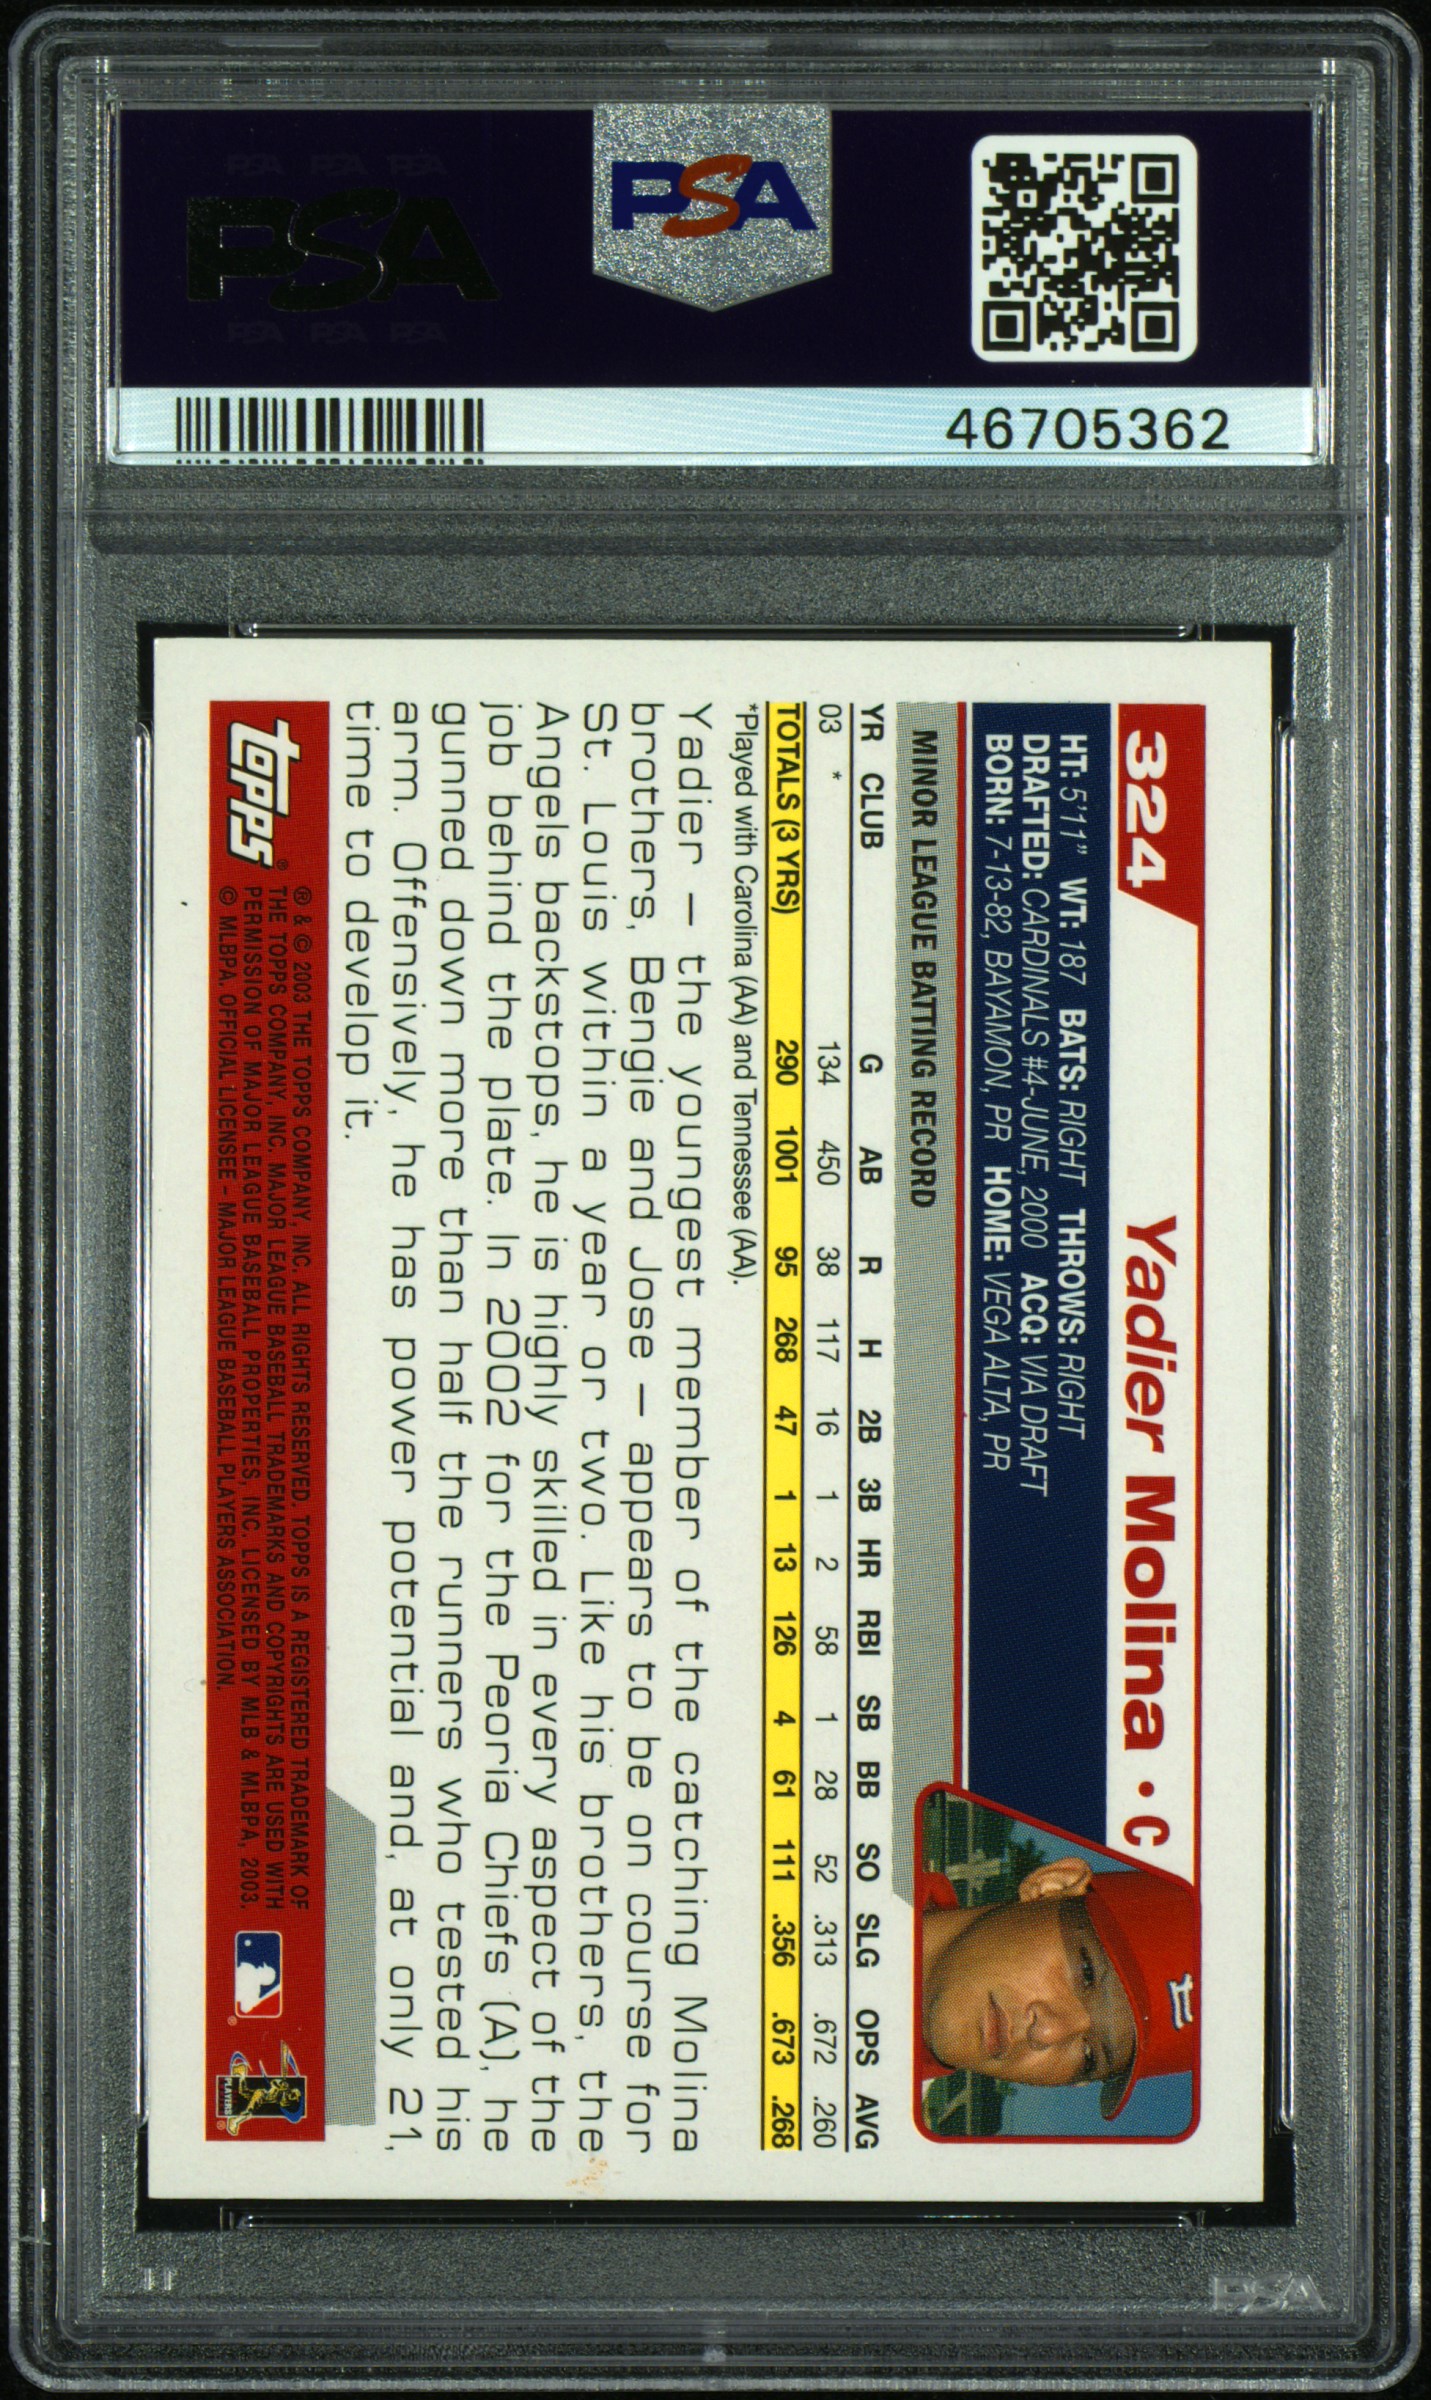 PSA PSA PSA
PSA
PSA PSA PSA
PSA
46705362
324
Yadier Molina • C
HT: 5'11" WT: 187 BATS: RIGHT THROWS: RIGHT
DRAFTED: CARDINALS #4-JUNE, 2000 ACQ: VIA DRAFT
BORN: 7-13-82, BAYAMON, PR HOME: VEGA ALTA, PR
MINOR LEAGUE BATTING RECORD
YR CLUB G AB R H 2B 3B HR RBI SB BB SO SLG OPS AVG
03 * 134 450 38 117 16 1 2 58 1 28 52 .313 .672 .260
TOTALS (3 YRS) 290 1001 95 268 47 1 13 126 4 61 111 .356 .673 .268
*Played with Carolina (AA) and Tennessee (AA).
Yadier – the youngest member of the catching Molina
brothers, Bengie and Jose – appears to be on course for
St. Louis within a year or two. Like his brothers, the
Angels backstops, he is highly skilled in every aspect of the
job behind the plate. In 2002 for the Peoria Chiefs (A), he
gunned down more than half the runners who tested his
arm. Offensively, he has power potential and, at only 21,
time to develop it.
topps®
® & © 2003 THE TOPPS COMPANY, INC. ALL RIGHTS RESERVED. TOPPS IS A REGISTERED TRADEMARK OF
THE TOPPS COMPANY, INC. MAJOR LEAGUE BASEBALL TRADEMARKS AND COPYRIGHTS ARE USED WITH
PERMISSION OF MAJOR LEAGUE BASEBALL PROPERTIES, INC. LICENSED BY MLB & MLBPA, 2003.
© MLBPA. OFFICIAL LICENSEE – MAJOR LEAGUE BASEBALL PLAYERS ASSOCIATION.
PLAYERS
PSA